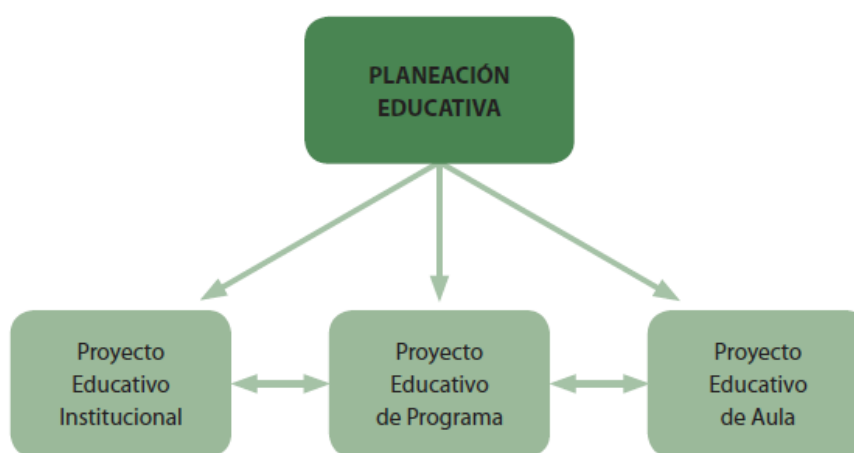 PLANEACIÓN
EDUCATIVA
Proyecto
Educativo
Institucional
Proyecto
Educativo
de Programa
Proyecto
Educativo
de Aula